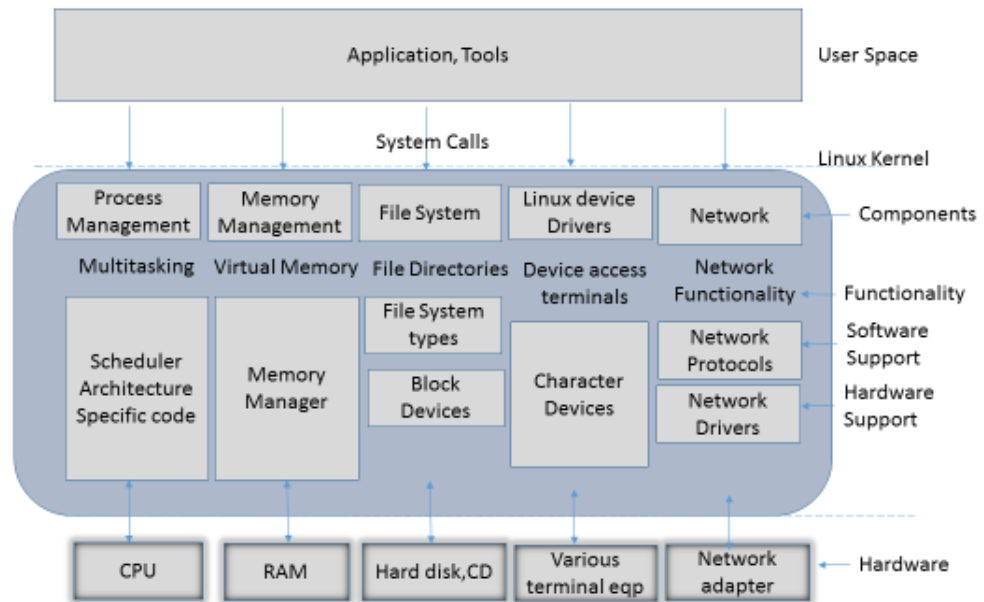 Application, Tools
User Space
System Calls
Linux Kernel
Process
Management
Memory
Management
File System
Linux device
Drivers
Network
Components
Multitasking
Virtual Memory
File Directories
Device access
terminals
Network
Functionality
Functionality
Scheduler
Architecture
Specific code
Memory
Manager
File System
types
Block
Devices
Character
Devices
Network
Protocols
Software
Support
Network
Drivers
Hardware
Support
CPU
RAM
Hard disk,CD
Various
terminal eqp
Network
adapter
Hardware